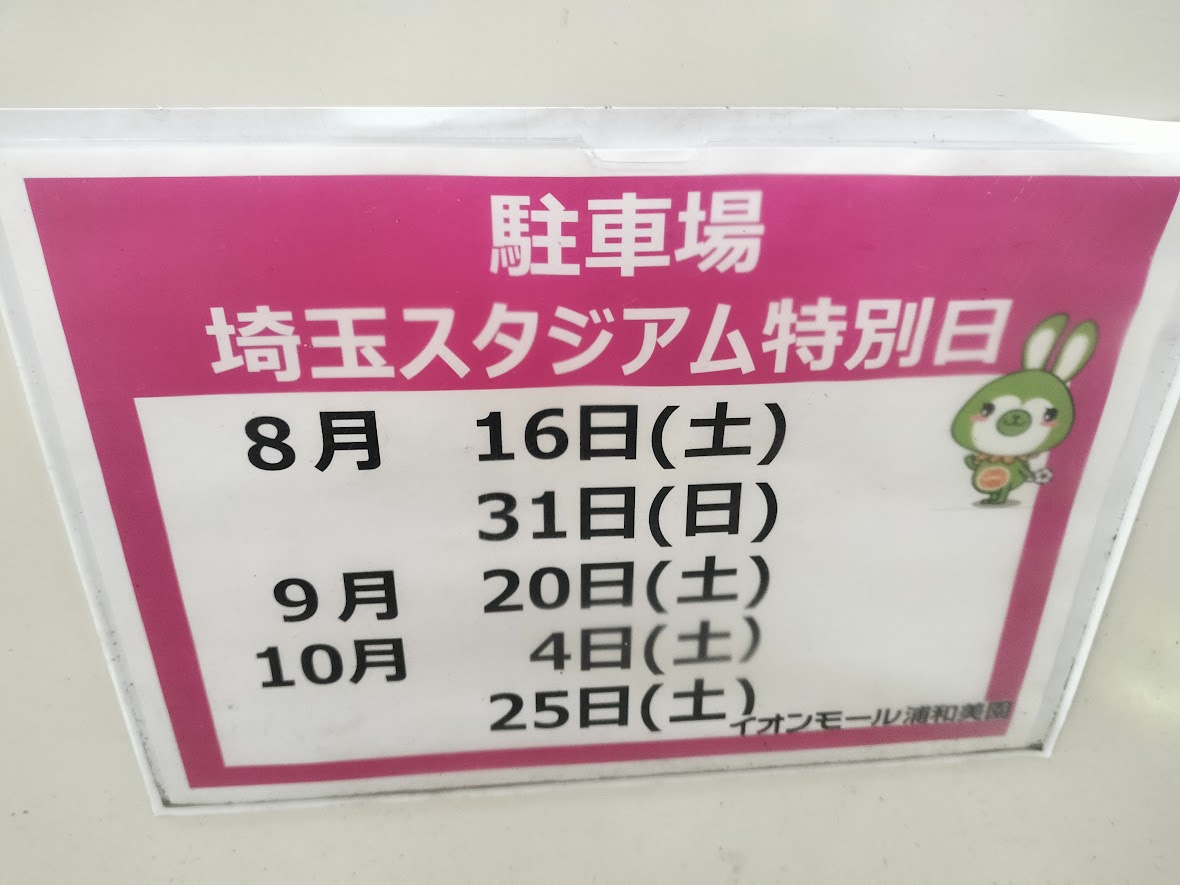 駐車場
埼玉スタジアム特別日
8月 16日(土)
31日(日)
9月 20日(土)
10月 4日(土)
25日(土)
イオンモール浦和美園